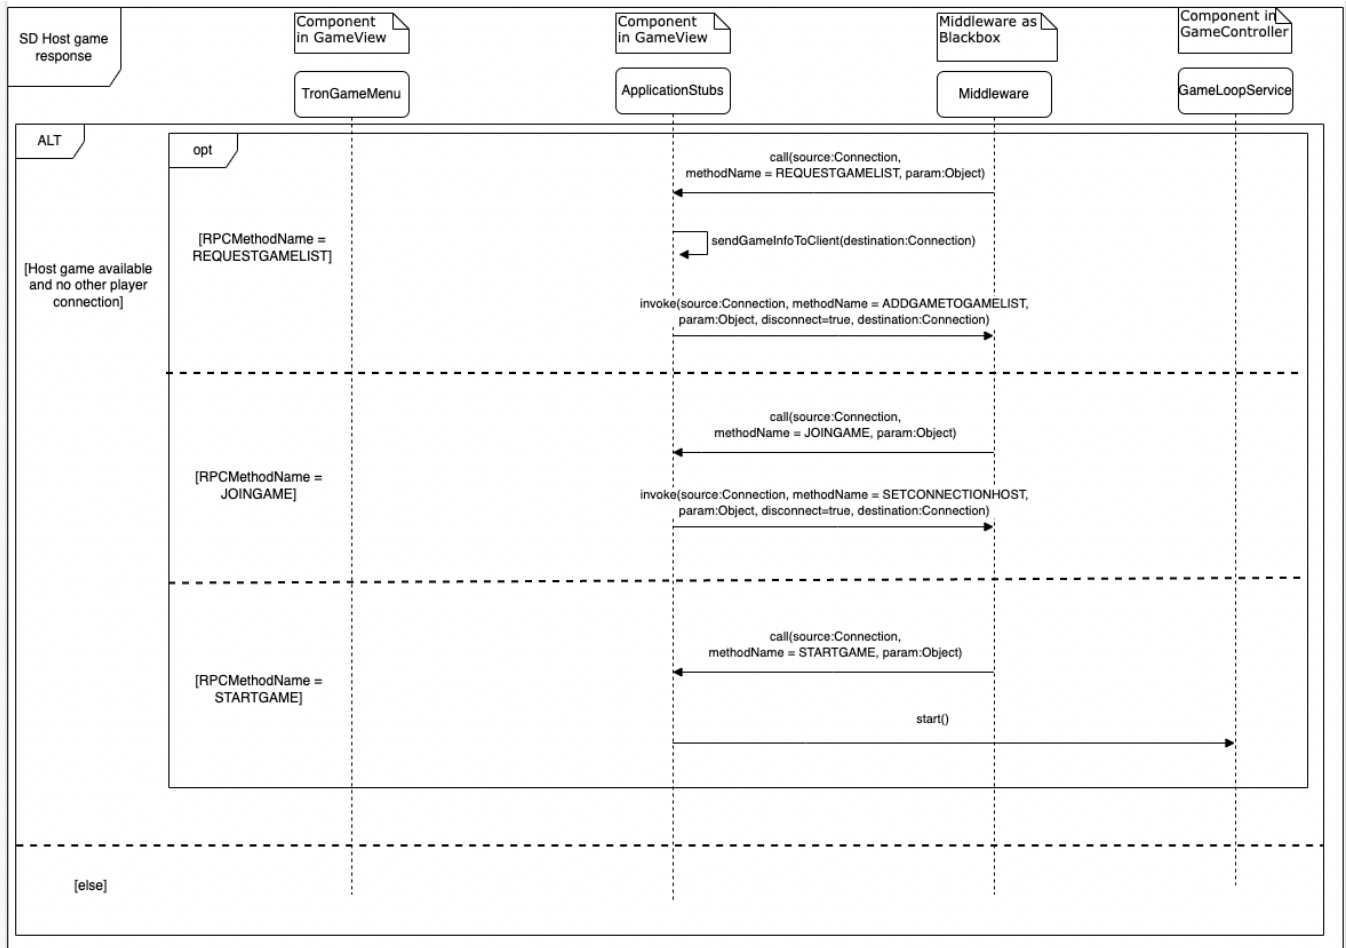 SD Host game
response
Component
in GameView
Component
in GameView
Middleware as
Blackbox
Component in
GameController
TronGameMenu
ApplicationStubs
Middleware
GameLoopService
ALT
opt
call(source:Connection,
methodName = REQUESTGAMELIST, param:Object)
[RPCMethodName =
REQUESTGAMELIST]
sendGameInfoToClient(destination:Connection)
[Host game available
and no other player
connection]
invoke(source:Connection, methodName = ADDGAMETOGAMELIST,
param:Object, disconnect=true, destination:Connection)
call(source:Connection,
methodName = JOINGAME, param:Object)
[RPCMethodName =
JOINGAME]
invoke(source:Connection, methodName = SETCONNECTIONHOST,
param:Object, disconnect=true, destination:Connection)
call(source:Connection,
methodName = STARTGAME, param:Object)
[RPCMethodName =
STARTGAME]
start()
[else]